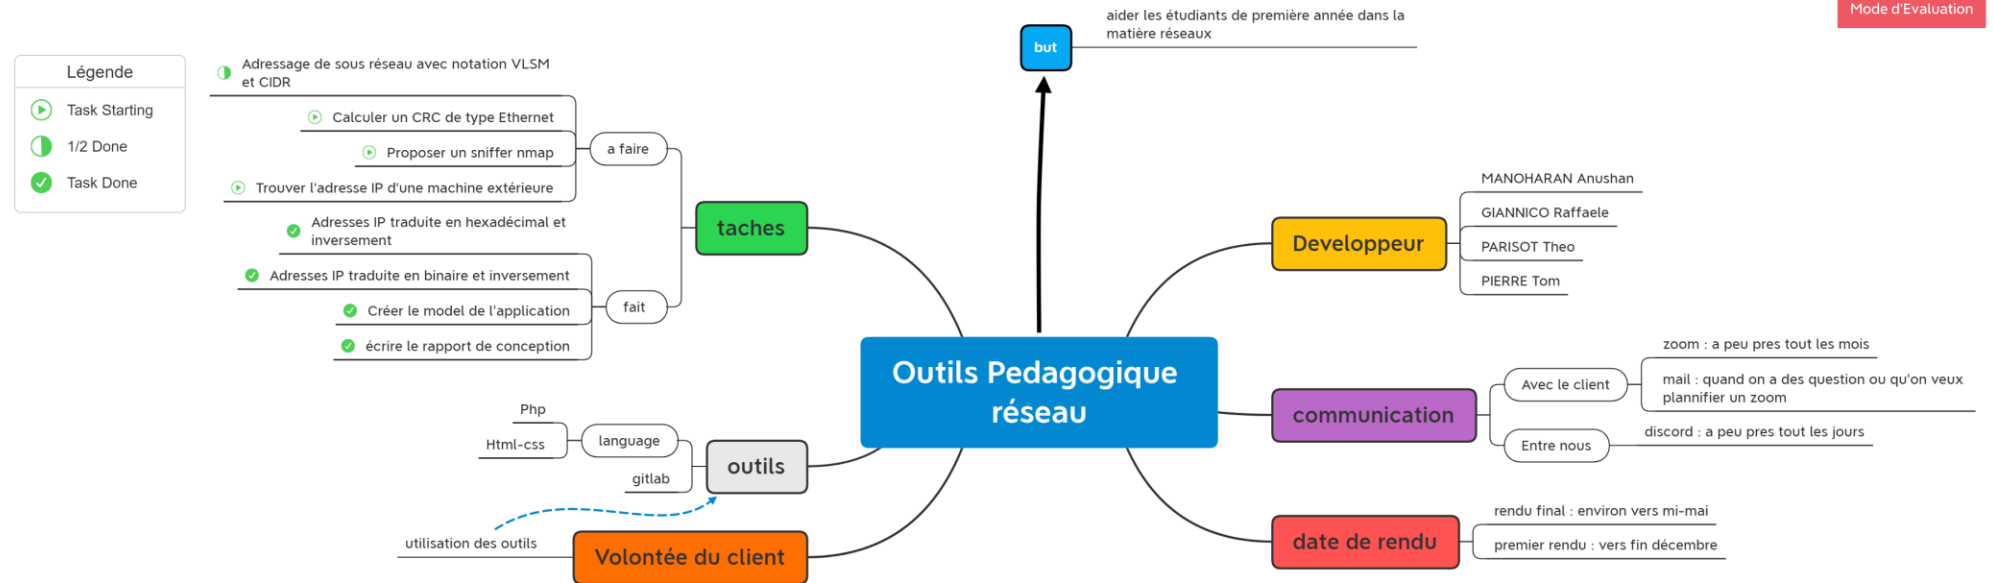 Mode d'Evaluation
aider les étudiants de première année dans la
matière réseaux
but
Légende
Task Starting
1/2 Done
Task Done
Adressage de sous réseau avec notation VLSM
et CIDR
Calculer un CRC de type Ethernet
Proposer un sniffer nmap
Trouver l'adresse IP d'une machine extérieure
a faire
Adresses IP traduite en hexadécimal et
inversement
Adresses IP traduite en binaire et inversement
Créer le model de l'application
écrire le rapport de conception
fait
taches
Php
Html-css
language
gitlab
outils
utilisation des outils
Volontée du client
Outils Pedagogique
réseau
Developpeur
MANOHARAN Anushan
GIANNICO Raffaele
PARISOT Theo
PIERRE Tom
communication
Avec le client
zoom : a peu pres tout les mois
mail : quand on a des question ou qu'on veux
plannifier un zoom
Entre nous
discord : a peu pres tout les jours
date de rendu
rendu final : environ vers mi-mai
premier rendu : vers fin décembre